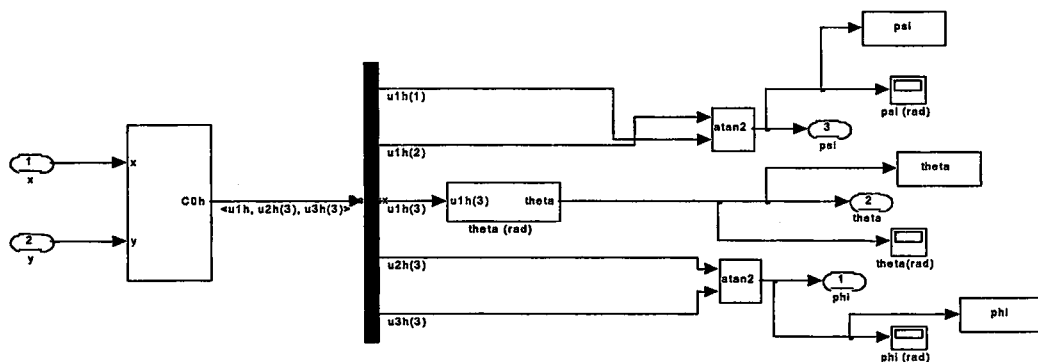 psi
u1h(1)
psi (rad)
atan2
3
psi
u1h(2)
1
x
x
C0h
<u1h, u2h(3), u3h(3)>
u1h(3)
u1h(3)
theta
theta (rad)
theta
2
theta
2
y
y
theta(rad)
u2h(3)
atan2
1
phi
u3h(3)
phi
phi (rad)